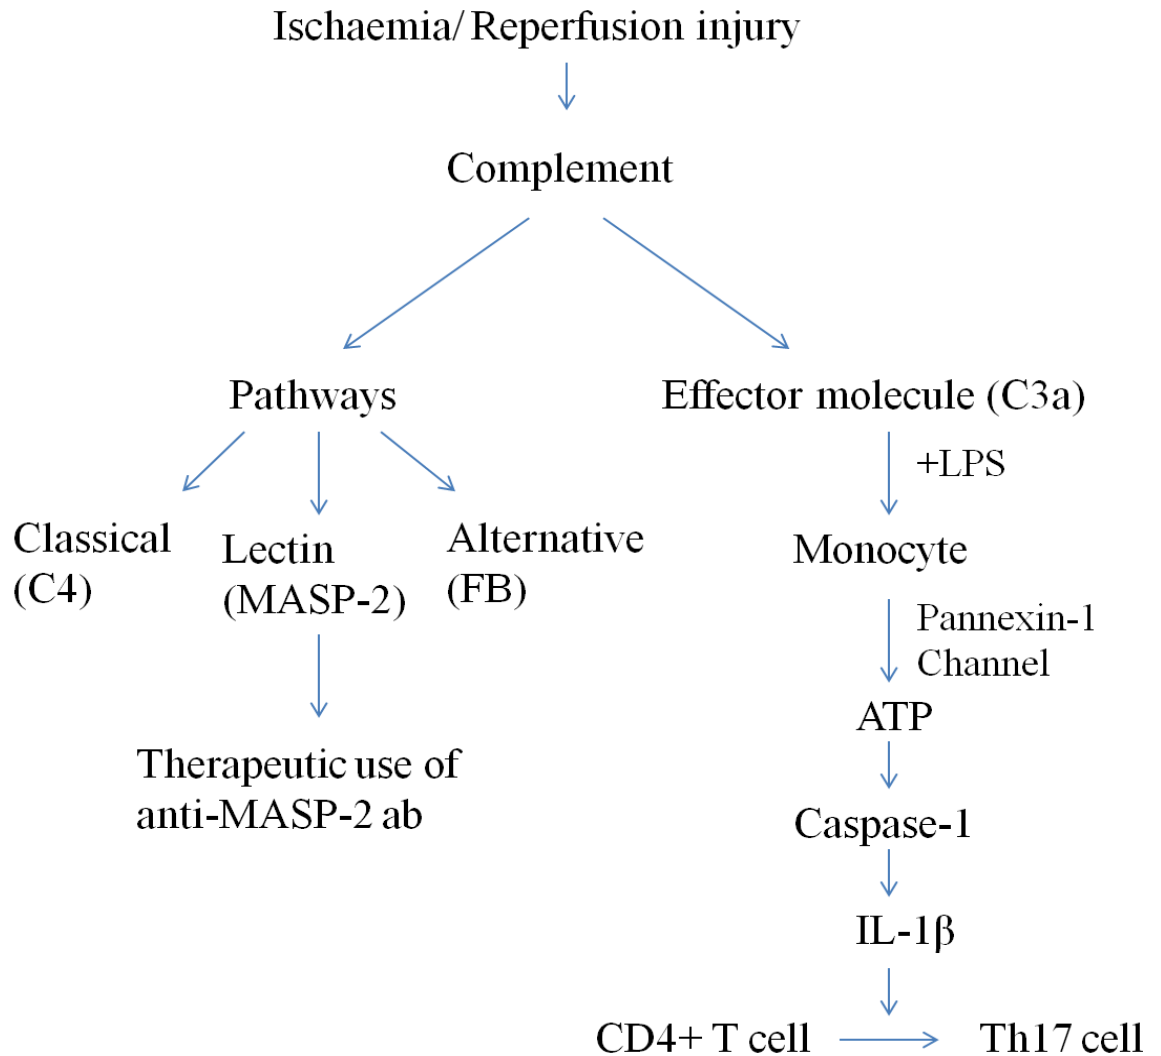 Ischaemia/ Reperfusion injury
Complement
Pathways
Effector molecule (C3a)
+LPS
Classical
(C4)
Lectin
(MASP-2)
Alternative
(FB)
Monocyte
Pannexin-1
Channel
ATP
Therapeutic use of
anti-MASP-2 ab
Caspase-1
IL-1β
CD4+ T cell
Th17 cell